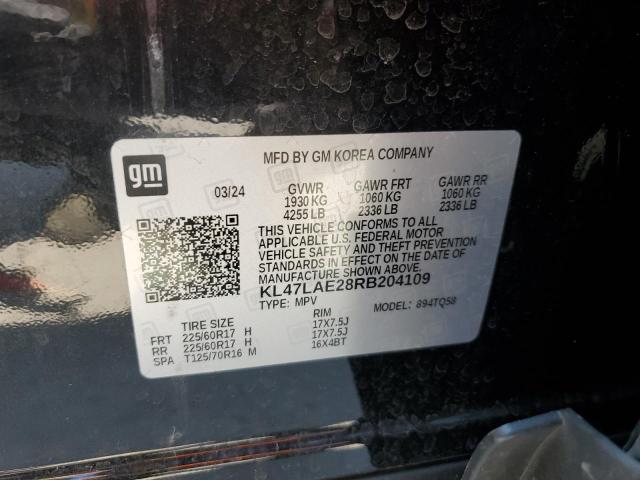 gm
MFD BY GM KOREA COMPANY
03/24 GVWR GAWR FRT GAWR RR
1930 KG 1060 KG 1060 KG
4255 LB 2336 LB 2336 LB
THIS VEHICLE CONFORMS TO ALL
APPLICABLE U.S. FEDERAL MOTOR
VEHICLE SAFETY AND THEFT PREVENTION
STANDARDS IN EFFECT ON THE DATE OF
MANUFACTURE SHOWN ABOVE.
KL47LAE28RB204109
TYPE: MPV MODEL: 894TQ58
TIRE SIZE RIM
FRT 225/60R17 H 17X7.5J
RR 225/60R17 H 17X7.5J
SPA T125/70R16 M 16X4BT